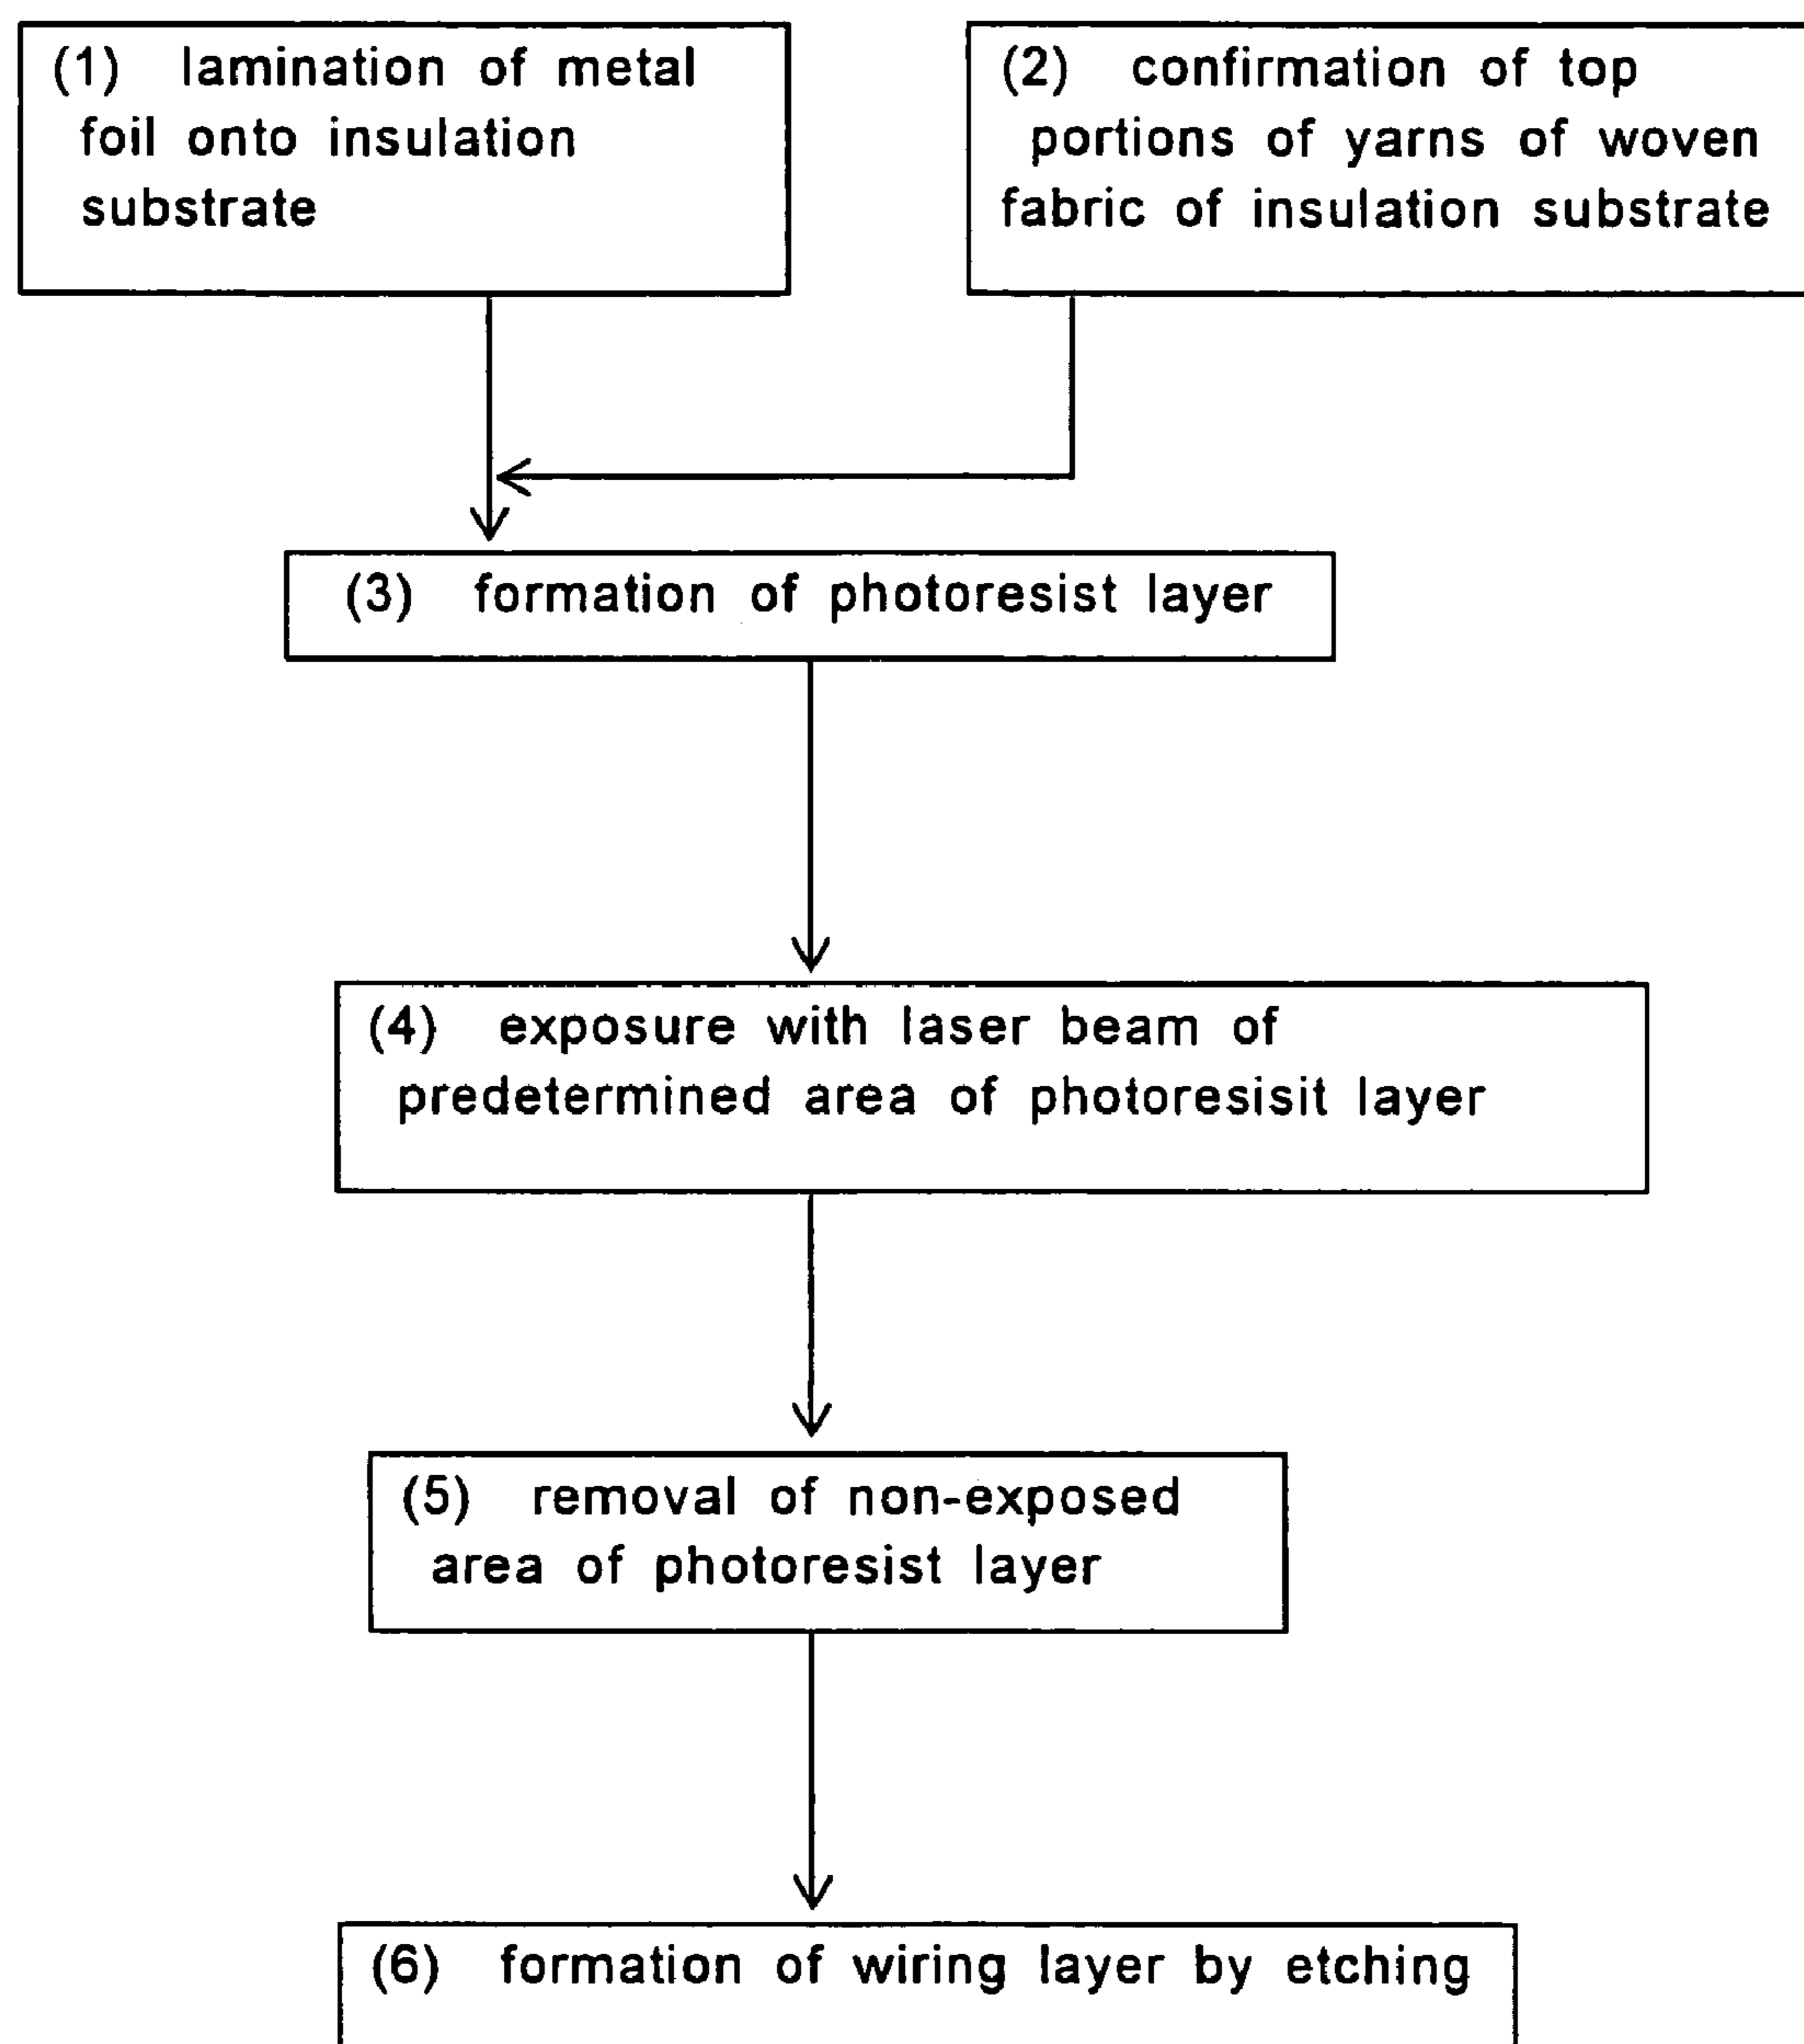 (1) lamination of metal
foil onto insulation
substrate
(2) confirmation of top
portions of yarns of woven
fabric of insulation substrate
(3) formation of photoresist layer
(4) exposure with laser beam of
predetermined area of photoresisit layer
(5) removal of non-exposed
area of photoresist layer
(6) formation of wiring layer by etching